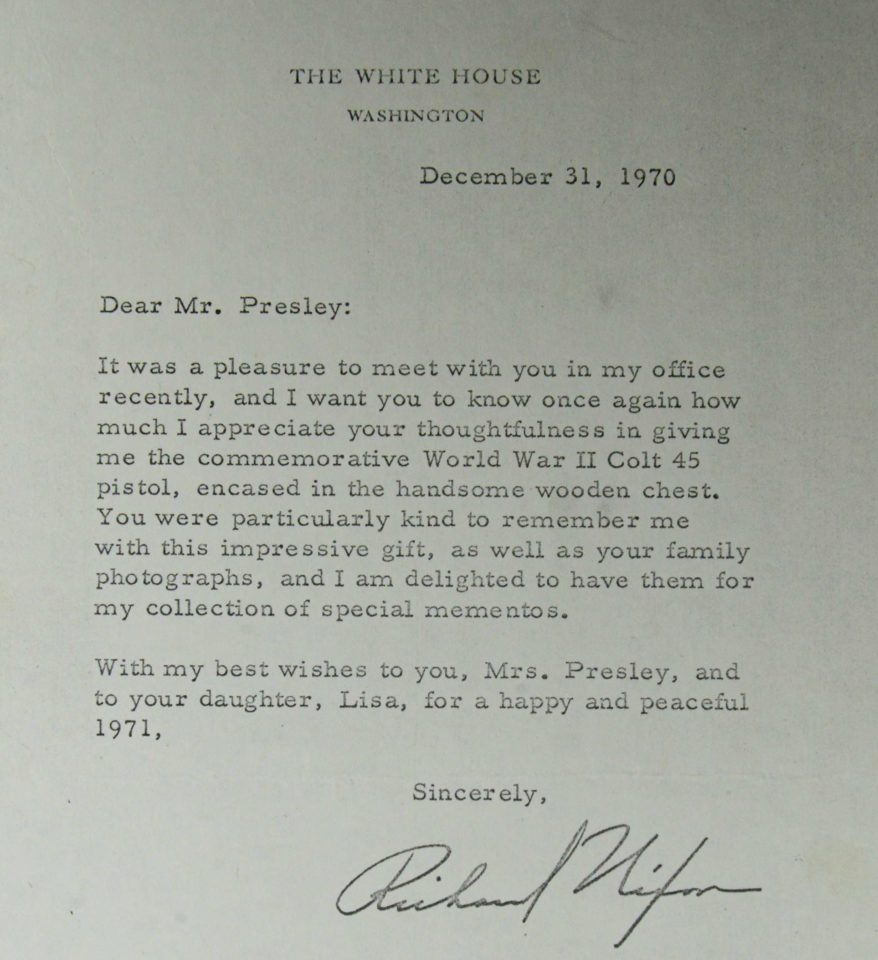 THE WHITE HOUSE
WASHINGTON
December 31, 1970
Dear Mr. Presley:
It was a pleasure to meet with you in my office
recently, and I want you to know once again how
much I appreciate your thoughtfulness in giving
me the commemorative World War II Colt 45
pistol, encased in the handsome wooden chest.
You were particularly kind to remember me
with this impressive gift, as well as your family
photographs, and I am delighted to have them for
my collection of special mementos.
With my best wishes to you, Mrs. Presley, and
to your daughter, Lisa, for a happy and peaceful
1971,
Sincerely,
Richard Nixon